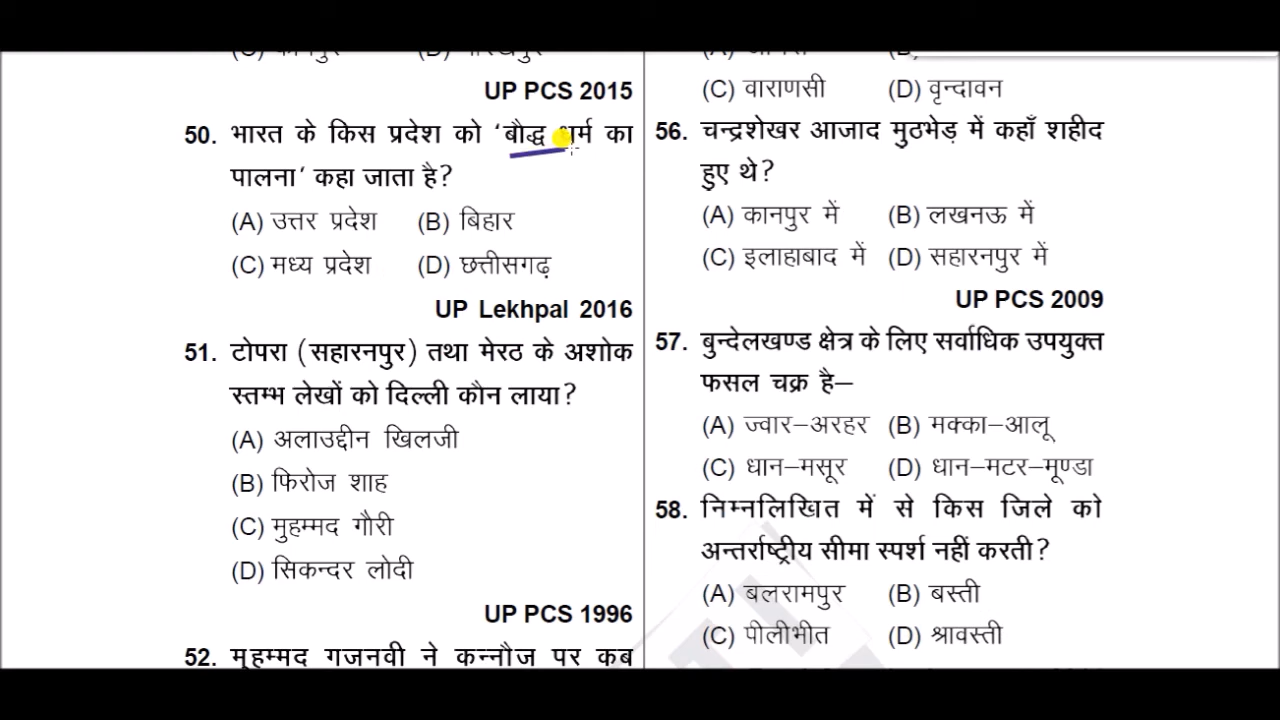 UP PCS 2015
50. भारत के किस प्रदेश को ‘बौद्ध धर्म का
पालना’ कहा जाता है?
(A) उत्तर प्रदेश (B) बिहार
(C) मध्य प्रदेश (D) छत्तीसगढ़
UP Lekhpal 2016
51. टोपरा (सहारनपुर) तथा मेरठ के अशोक
स्तम्भ लेखों को दिल्ली कौन लाया?
(A) अलाउद्दीन खिलजी
(B) फिरोज शाह
(C) मुहम्मद गौरी
(D) सिकन्दर लोदी
UP PCS 1996
52. मुहम्मद गजनवी ने कन्नौज पर कब
(C) वाराणसी (D) वृन्दावन
56. चन्द्रशेखर आजाद मुठभेड़ में कहाँ शहीद
हुए थे?
(A) कानपुर में (B) लखनऊ में
(C) इलाहाबाद में (D) सहारनपुर में
UP PCS 2009
57. बुन्देलखण्ड क्षेत्र के लिए सर्वाधिक उपयुक्त
फसल चक्र है–
(A) ज्वार–अरहर (B) मक्का–आलू
(C) धान–मसूर (D) धान–मटर–मूण्डा
58. निम्नलिखित में से किस जिले को
अन्तर्राष्ट्रीय सीमा स्पर्श नहीं करती?
(A) बलरामपुर (B) बस्ती
(C) पीलीभीत (D) श्रावस्ती